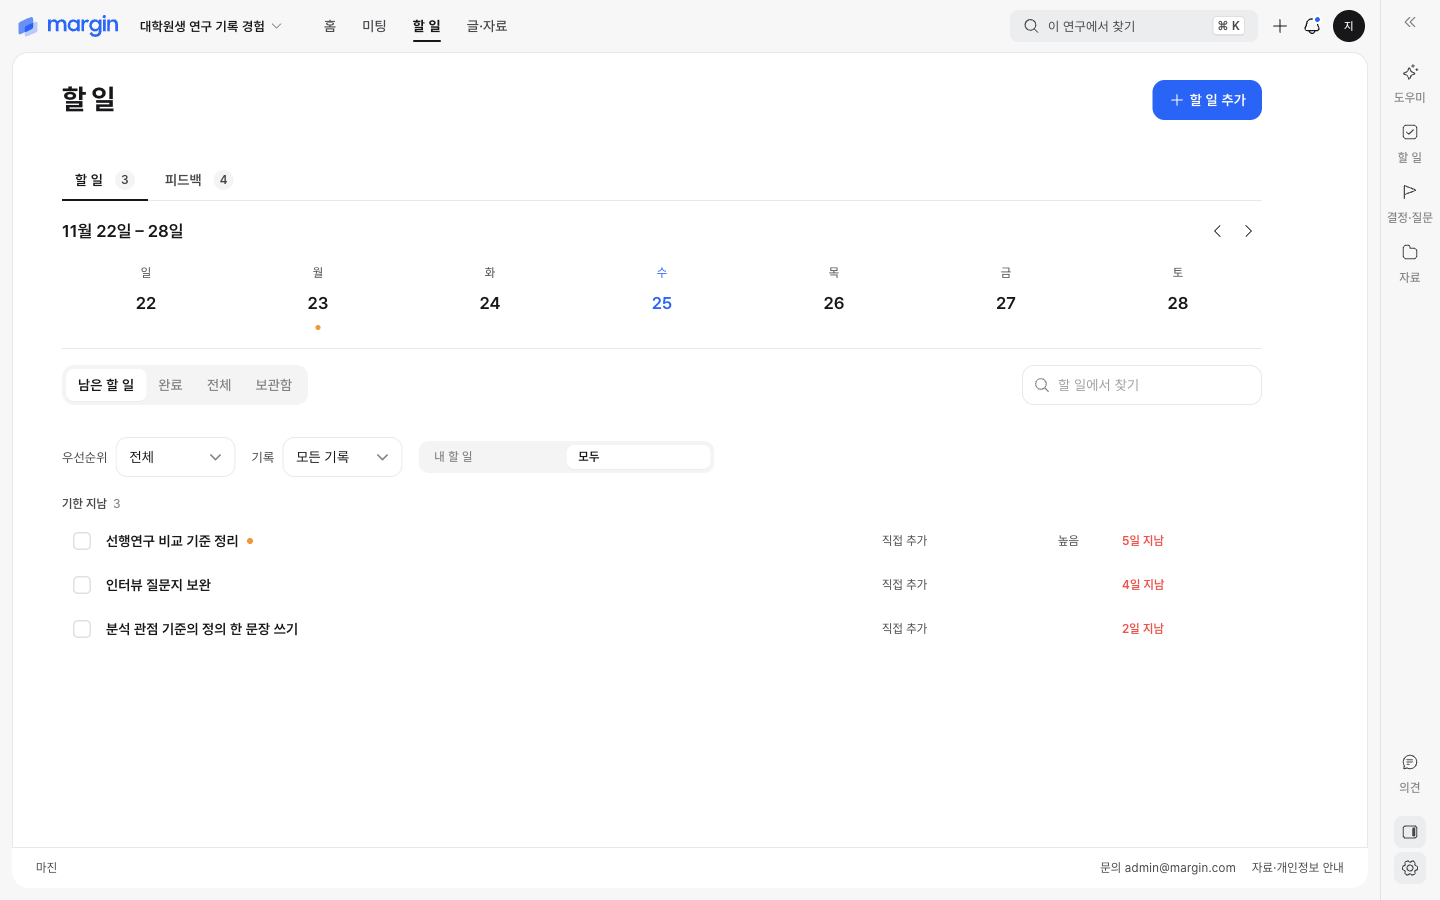 margin 대학원생 연구 기록 경험 홈 미팅 할 일 글·자료 이 연구에서 찾기 ⌘ K 지
할 일
할 일 추가
할 일 3 피드백 4
11월 22일 – 28일
일 월 화 수 목 금 토
22 23 24 25 26 27 28
남은 할 일 완료 전체 보관함 할 일에서 찾기
우선순위 전체 기록 모든 기록 내 할 일 모두
기한 지남 3
선행연구 비교 기준 정리 직접 추가 높음 5일 지남
인터뷰 질문지 보완 직접 추가 4일 지남
분석 관점 기준의 정의 한 문장 쓰기 직접 추가 2일 지남
마진 문의 admin@margin.com 자료·개인정보 안내
도우미
할 일
결정·질문
자료
의견